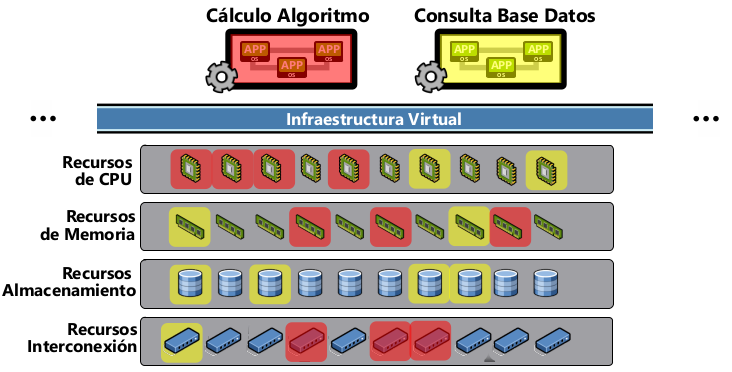 Cálculo Algoritmo
Consulta Base Datos
APP
APP
OS
OS
APP
OS
APP
APP
OS
OS
APP
OS
... Infraestructura Virtual ...
Recursos
de CPU
Recursos
de Memoria
Recursos
Almacenamiento
Recursos
Interconexión